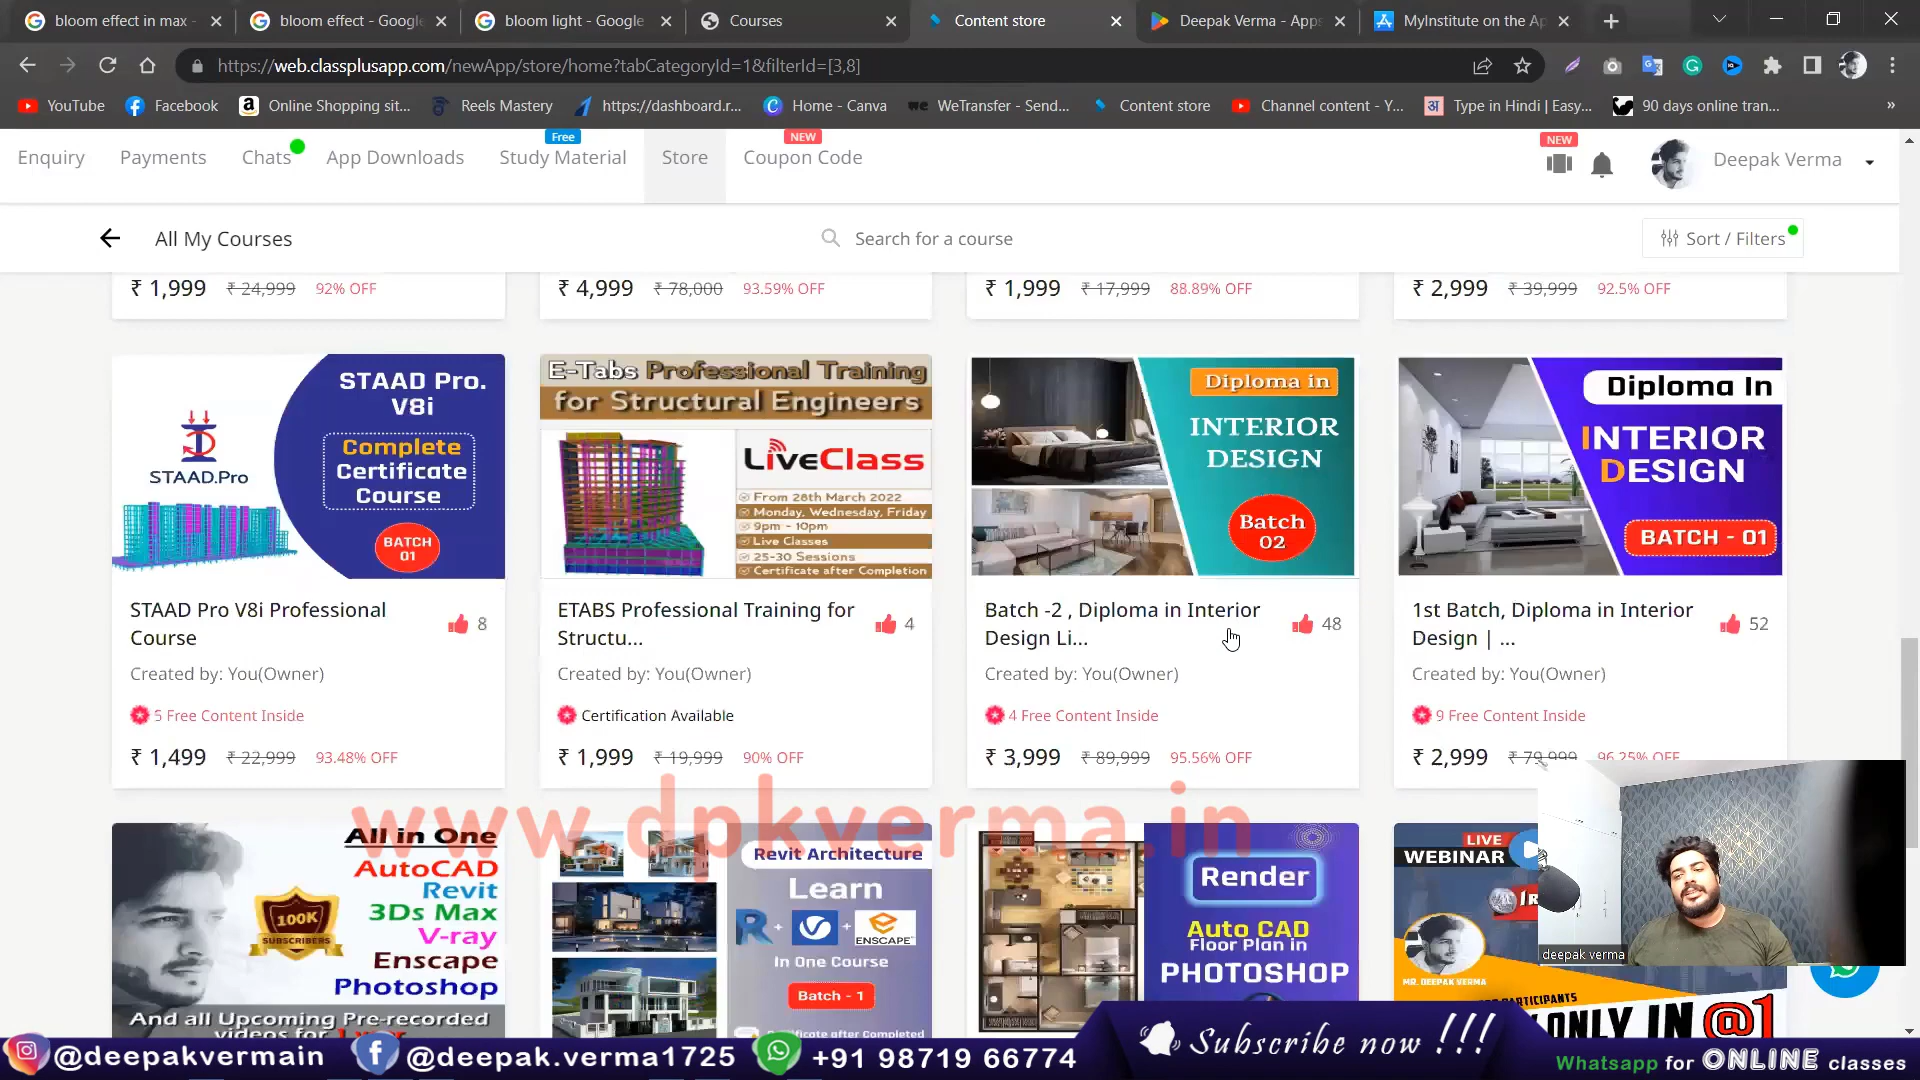 bloom effect in max -
bloom effect - Google
bloom light - Google
Courses
Content store
Deepak Verma - Apps
MyInstitute on the Ap
https://web.classplusapp.com/newApp/store/home?tabCategoryId=1&filterId=[3,8]
YouTube
Facebook
Online Shopping sit...
Reels Mastery
https://dashboard.r...
Home - Canva
WeTransfer - Send...
Content store
Channel content - Y...
Type in Hindi | Easy...
90 days online tran...
Enquiry
Payments
Chats
App Downloads
Free
Study Material
Store
NEW
Coupon Code
NEW
Deepak Verma
All My Courses
Search for a course
Sort / Filters
₹ 1,999 ₹ 24,999 92% OFF
₹ 4,999 ₹ 78,000 93.59% OFF
₹ 1,999 ₹ 17,999 88.89% OFF
₹ 2,999 ₹ 39,999 92.5% OFF
STAAD Pro.
V8i
Complete
Certificate
Course
STAAD.Pro
BATCH
01
STAAD Pro V8i Professional
Course
8
Created by: You(Owner)
5 Free Content Inside
₹ 1,499 ₹ 22,999 93.48% OFF
E-Tabs Professional Training
for Structural Engineers
LiveClass
From 28th March 2022
Monday, Wednesday, Friday
9pm - 10pm
Live Classes
25-30 Sessions
Certificate after Completion
ETABS Professional Training for
Structu...
4
Created by: You(Owner)
Certification Available
₹ 1,999 ₹ 19,999 90% OFF
Diploma in
INTERIOR
DESIGN
Batch
02
Batch -2 , Diploma in Interior
Design Li...
48
Created by: You(Owner)
4 Free Content Inside
₹ 3,999 ₹ 89,999 95.56% OFF
Diploma In
INTERIOR
DESIGN
BATCH - 01
1st Batch, Diploma in Interior
Design | ...
52
Created by: You(Owner)
9 Free Content Inside
₹ 2,999 ₹ 79,999 96.25% OFF
www.dpkverma.in
All in One
AutoCAD
Revit
3Ds Max
V-ray
Enscape
Photoshop
100K
SUBSCRIBERS
And all Upcoming Pre-recorded
videos for
Revit Architecture
Learn
R + + ENSCAPE
In One Course
Batch - 1
Certificate after Completed
Render
Auto CAD
Floor Plan in
PHOTOSHOP
LIVE
WEBINAR
MR. DEEPAK VERMA
PARTICIPANTS
ONLY IN @1
deepak verma
@deepakvermain
@deepak.verma1725
+91 98719 66774
Subscribe now !!!
Whatsapp for ONLINE classes